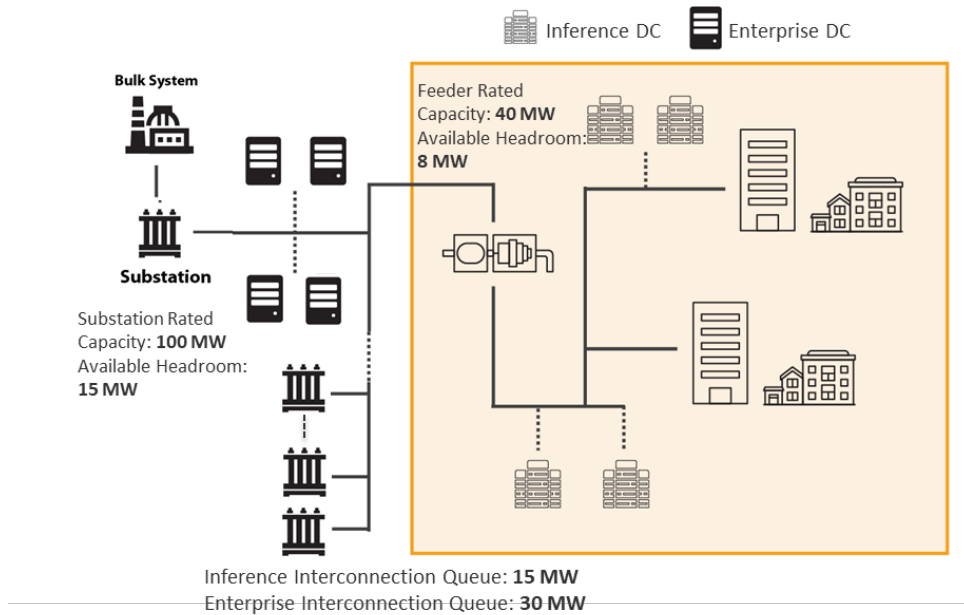 Inference DC
Enterprise DC
Bulk System
Feeder Rated
Capacity: 40 MW
Available Headroom:
8 MW
Substation
Substation Rated
Capacity: 100 MW
Available Headroom:
15 MW
Inference Interconnection Queue: 15 MW
Enterprise Interconnection Queue: 30 MW